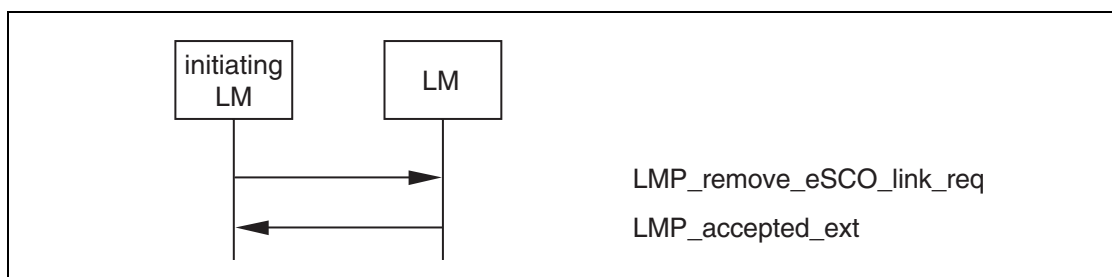 initiating
LM
LM
LMP_remove_eSCO_link_req
LMP_accepted_ext